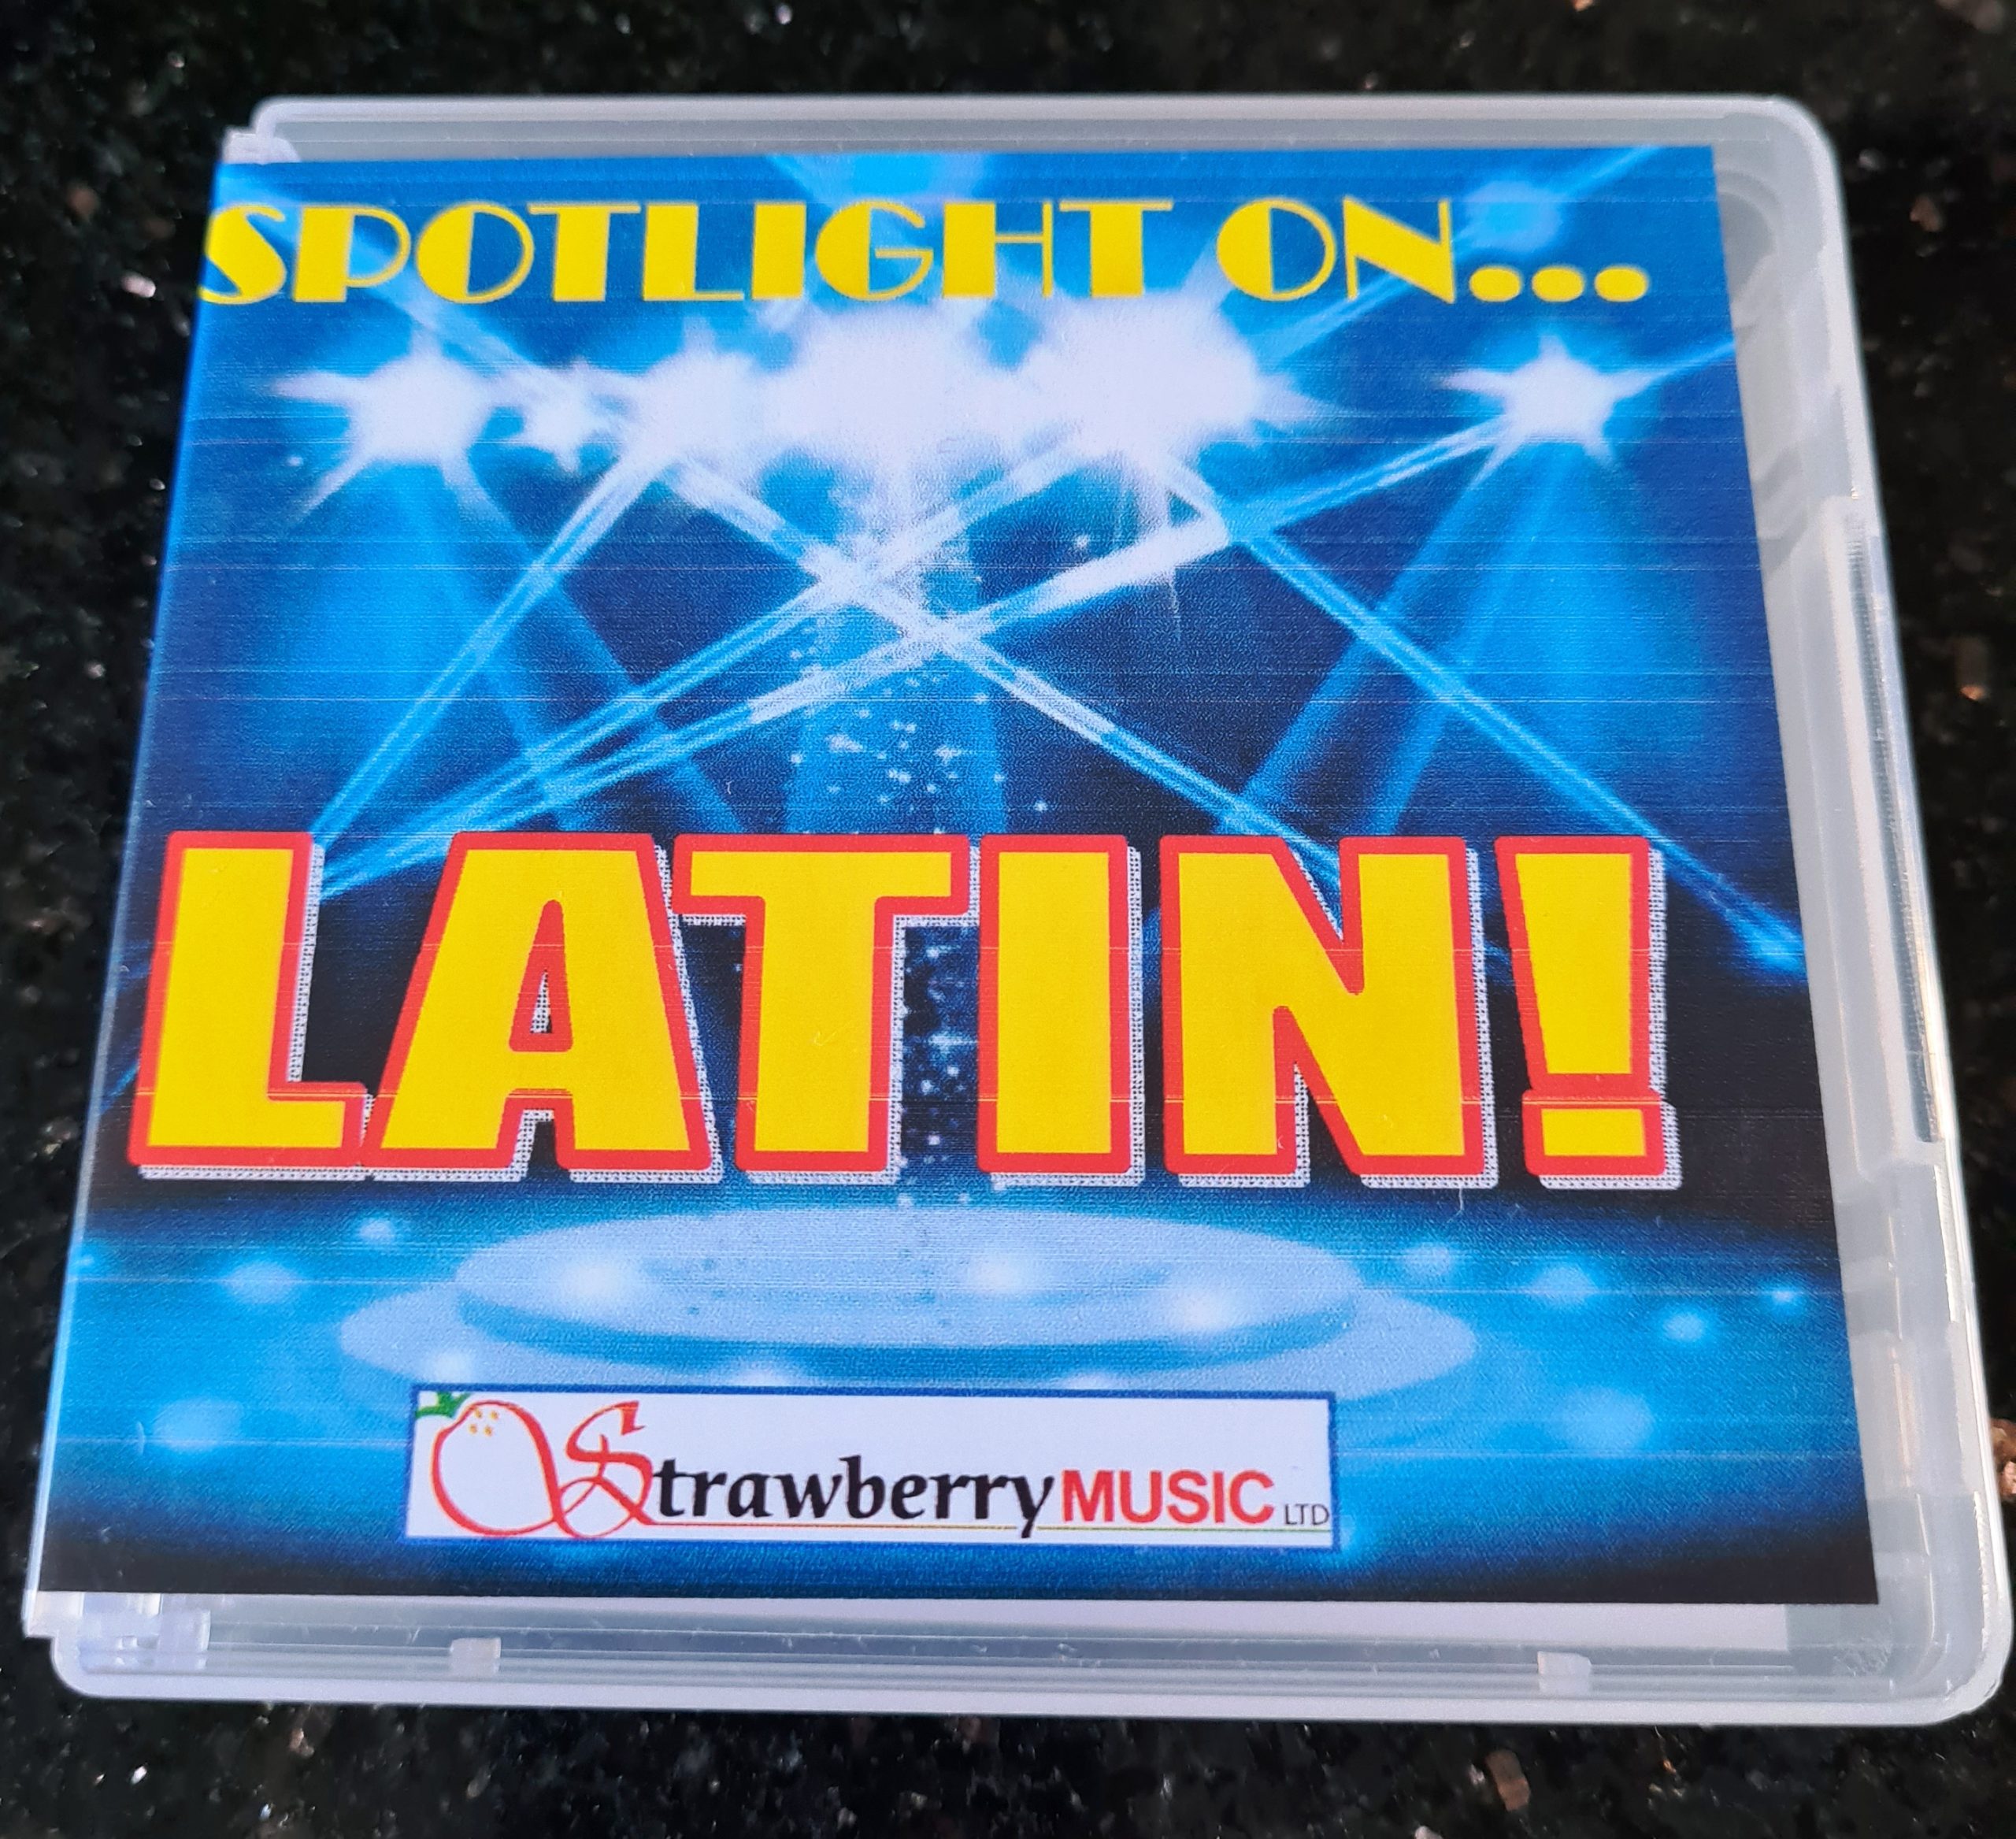 SPOTLIGHT ON...
LATIN!
StrawberryMUSIC LTD